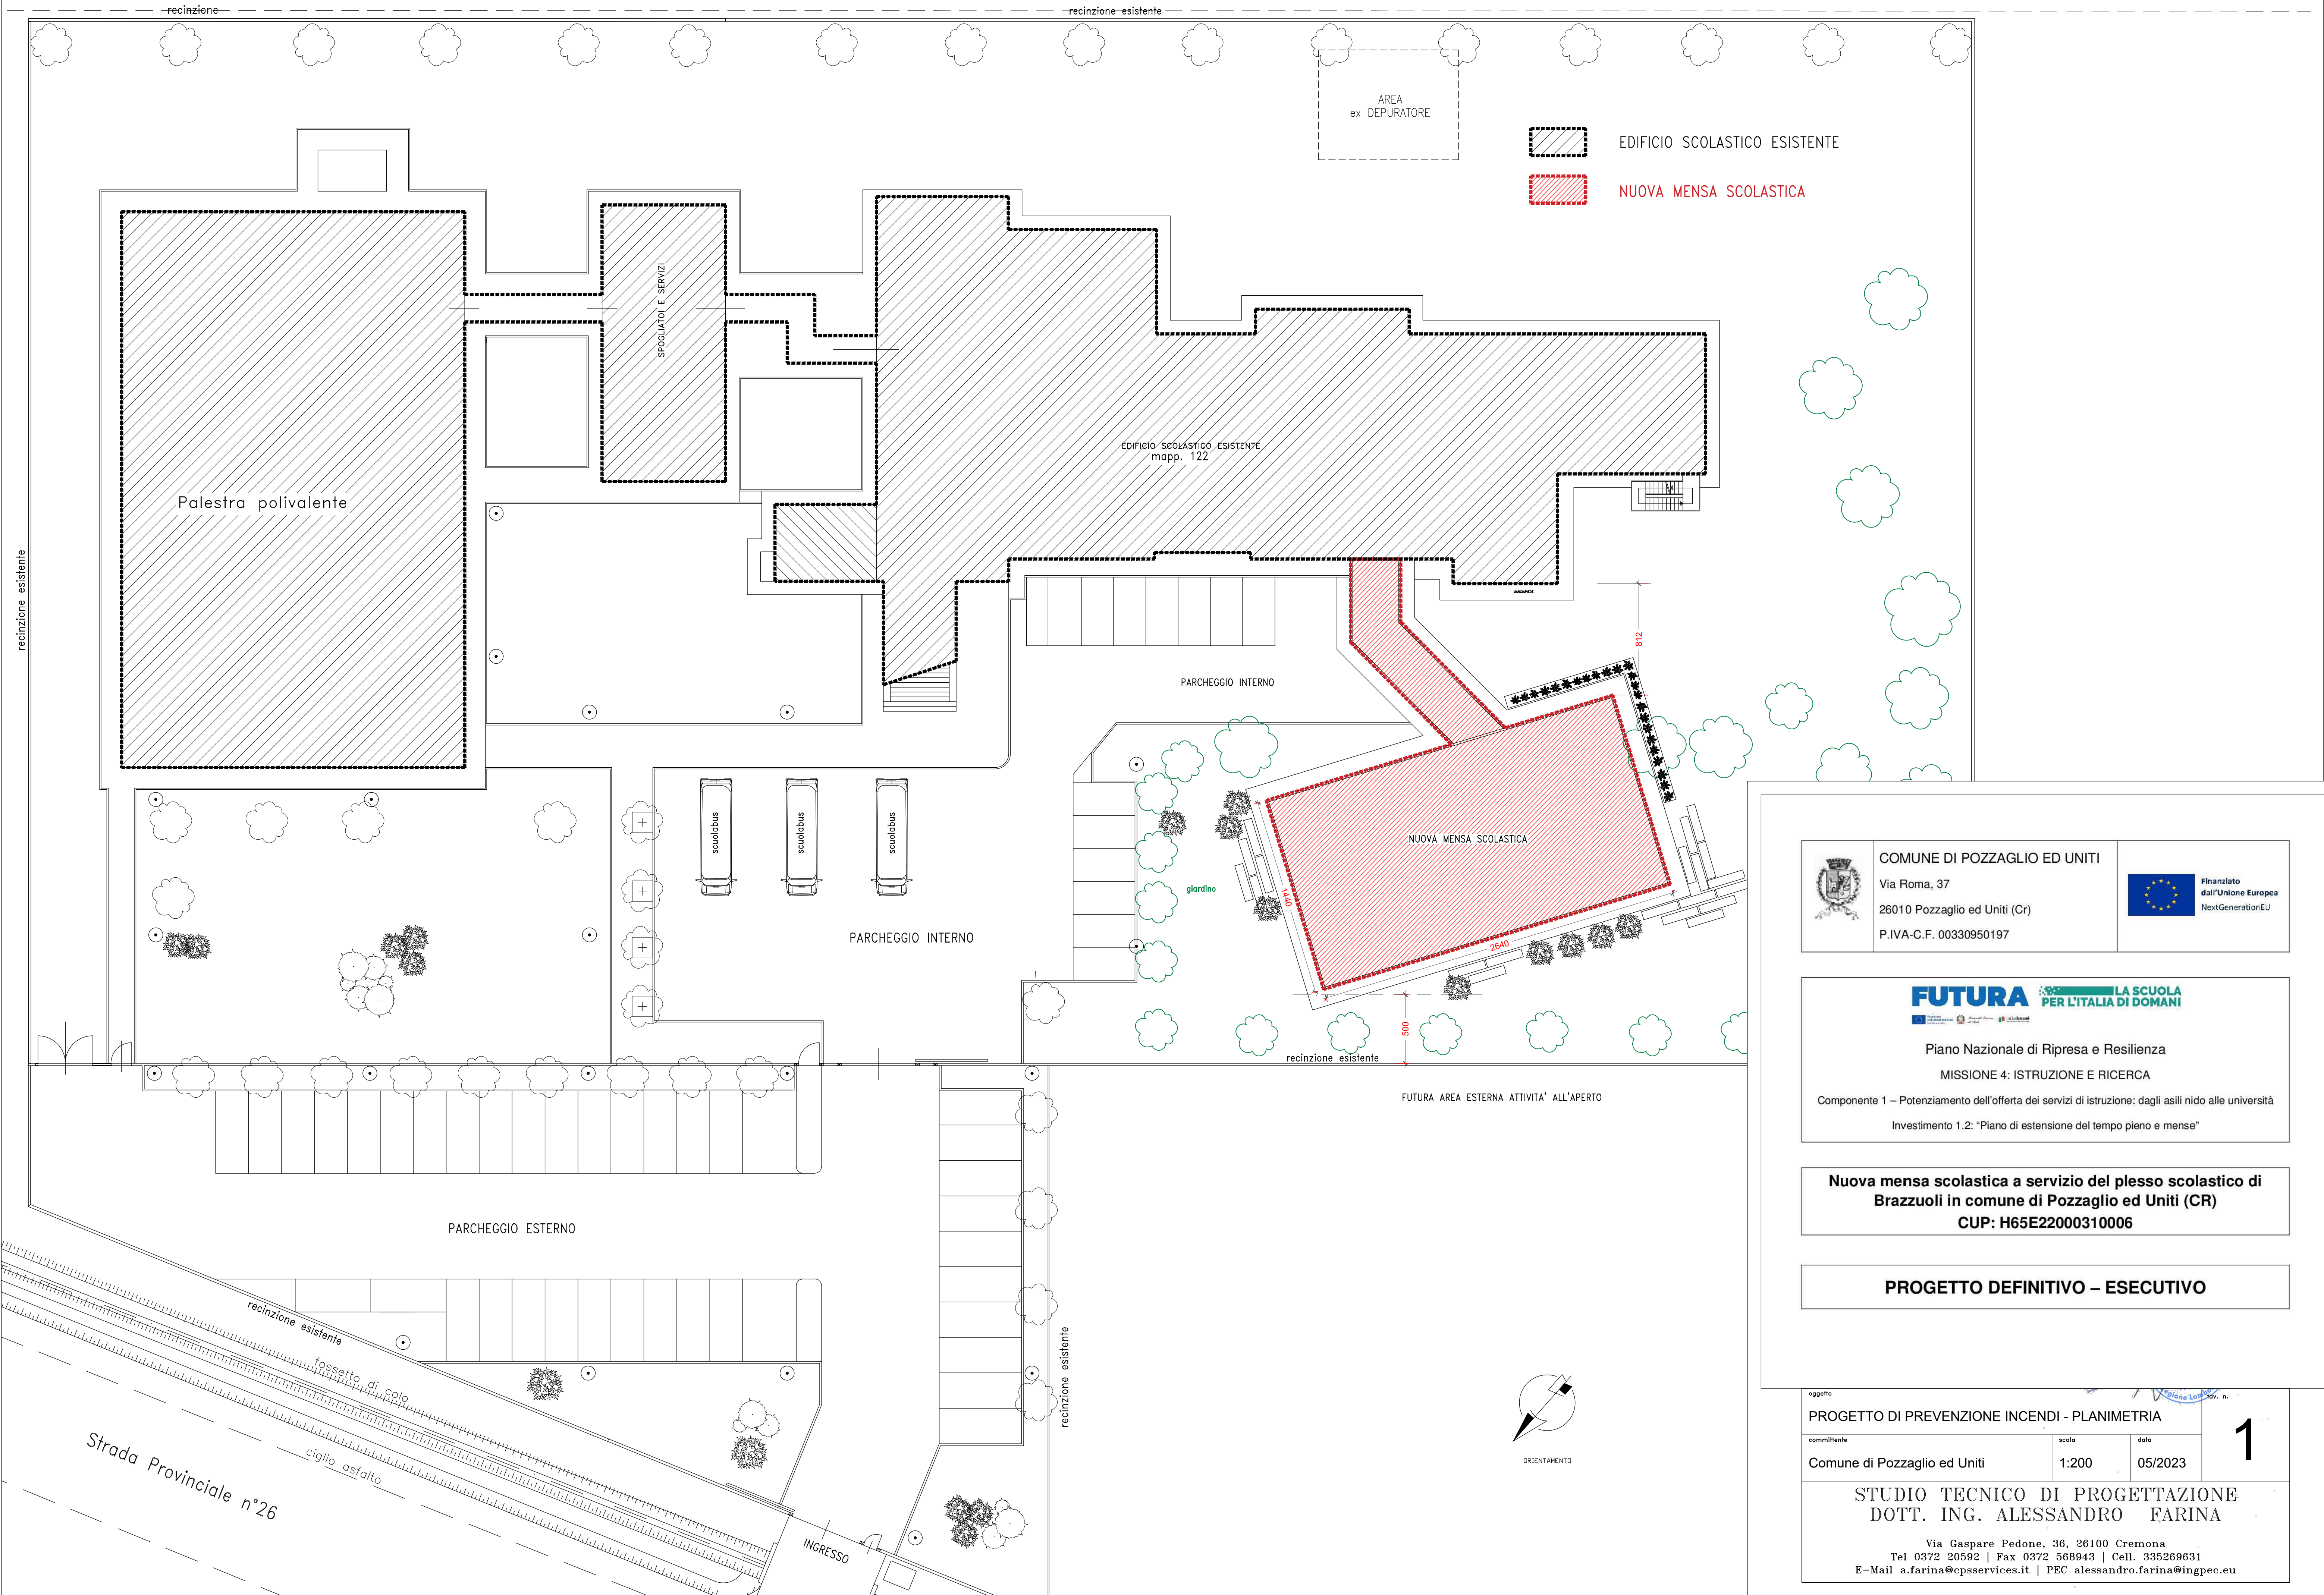 recinzione
recinzione esistente
AREA
ex DEPURATORE
EDIFICIO SCOLASTICO ESISTENTE
NUOVA MENSA SCOLASTICA
SPOGLIATOI E SERVIZI
EDIFICIO SCOLASTICO ESISTENTE
mapp. 122
Palestra polivalente
recinzione esistente
MARCIAPIEDE
812
PARCHEGGIO INTERNO
scuolabus
scuolabus
scuolabus
NUOVA MENSA SCOLASTICA
giardino
1440
2640
PARCHEGGIO INTERNO
500
recinzione esistente
FUTURA AREA ESTERNA ATTIVITA' ALL'APERTO
PARCHEGGIO ESTERNO
recinzione esistente
fossetto di colo
ciglio asfalto
Strada Provinciale n°26
recinzione esistente
INGRESSO
ORIENTAMENTO
COMUNE DI POZZAGLIO ED UNITI
Via Roma, 37
26010 Pozzaglio ed Uniti (Cr)
P.IVA-C.F. 00330950197
Finanziato
dall'Unione Europea
NextGenerationEU
FUTURA
LA SCUOLA
PER L'ITALIA DI DOMANI
Piano Nazionale di Ripresa e Resilienza
MISSIONE 4: ISTRUZIONE E RICERCA
Componente 1 – Potenziamento dell'offerta dei servizi di istruzione: dagli asili nido alle università
Investimento 1.2: “Piano di estensione del tempo pieno e mense”
Nuova mensa scolastica a servizio del plesso scolastico di
Brazzuoli in comune di Pozzaglio ed Uniti (CR)
CUP: H65E22000310006
PROGETTO DEFINITIVO – ESECUTIVO
oggetto
rev. n.
PROGETTO DI PREVENZIONE INCENDI - PLANIMETRIA
1
committente
scala
data
Comune di Pozzaglio ed Uniti
1:200
05/2023
STUDIO TECNICO DI PROGETTAZIONE
DOTT. ING. ALESSANDRO FARINA
Via Gaspare Pedone, 36, 26100 Cremona
Tel 0372 20592 | Fax 0372 568943 | Cell. 335269631
E-Mail a.farina@cpsservices.it | PEC alessandro.farina@ingpec.eu